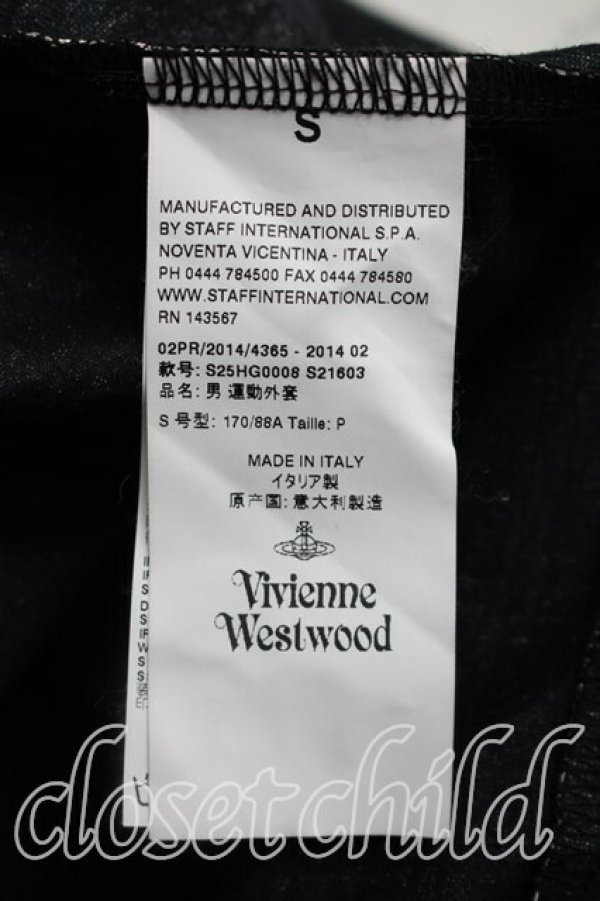 S
MANUFACTURED AND DISTRIBUTED
BY STAFF INTERNATIONAL S.P.A.
NOVENTA VICENTINA - ITALY
PH 0444 784500 FAX 0444 784580
WWW.STAFFINTERNATIONAL.COM
RN 143567
02PR/2014/4365 - 2014 02
款号: S25HG0008 S21603
品名: 男 運動外套
S 号型: 170/88A Taille: P
MADE IN ITALY
イタリア製
原产国: 意大利製造
Vivienne
Westwood
closet child